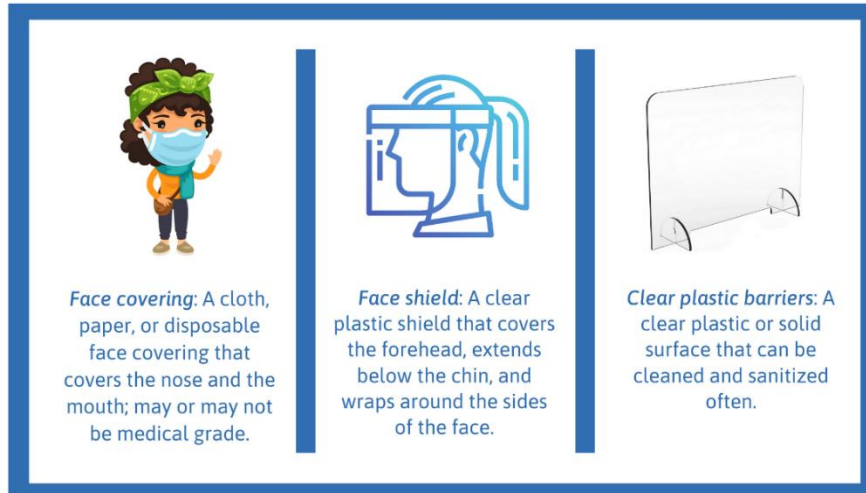 Face covering: A cloth,
paper, or disposable
face covering that
covers the nose and the
mouth; may or may not
be medical grade.
Face shield: A clear
plastic shield that covers
the forehead, extends
below the chin, and
wraps around the sides
of the face.
Clear plastic barriers: A
clear plastic or solid
surface that can be
cleaned and sanitized
often.